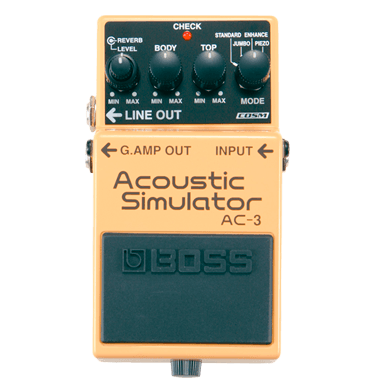 CHECK
REVERB
LEVEL
BODY
TOP
STANDARD ENHANCE
JUMBO PIEZO
MIN MAX MIN MAX MIN MAX MODE
LINE OUT COSM
G.AMP OUT INPUT
Acoustic
Simulator
AC-3
BOSS